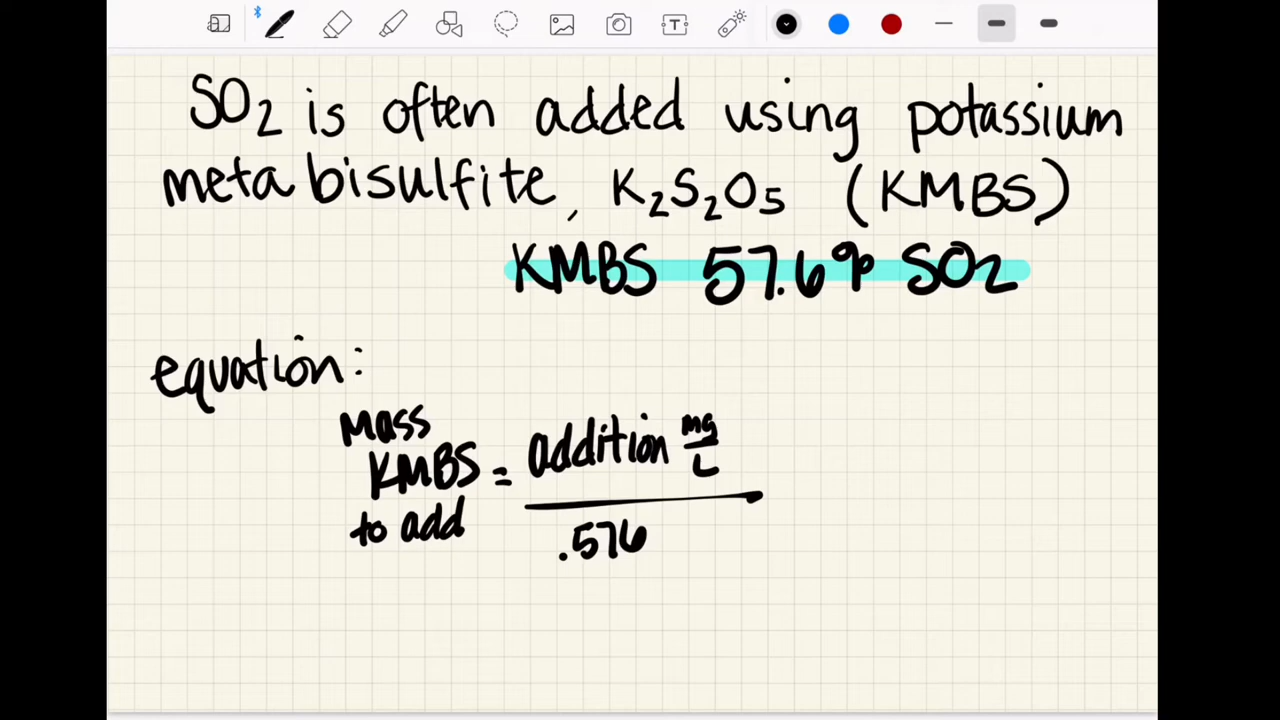 SO2 is often added using potassium
metabisulfite, K2S2O5 (KMBS)
KMBS 57.6% SO2
equation:
Mass
KMBS =
to add
addition mg/L
.576